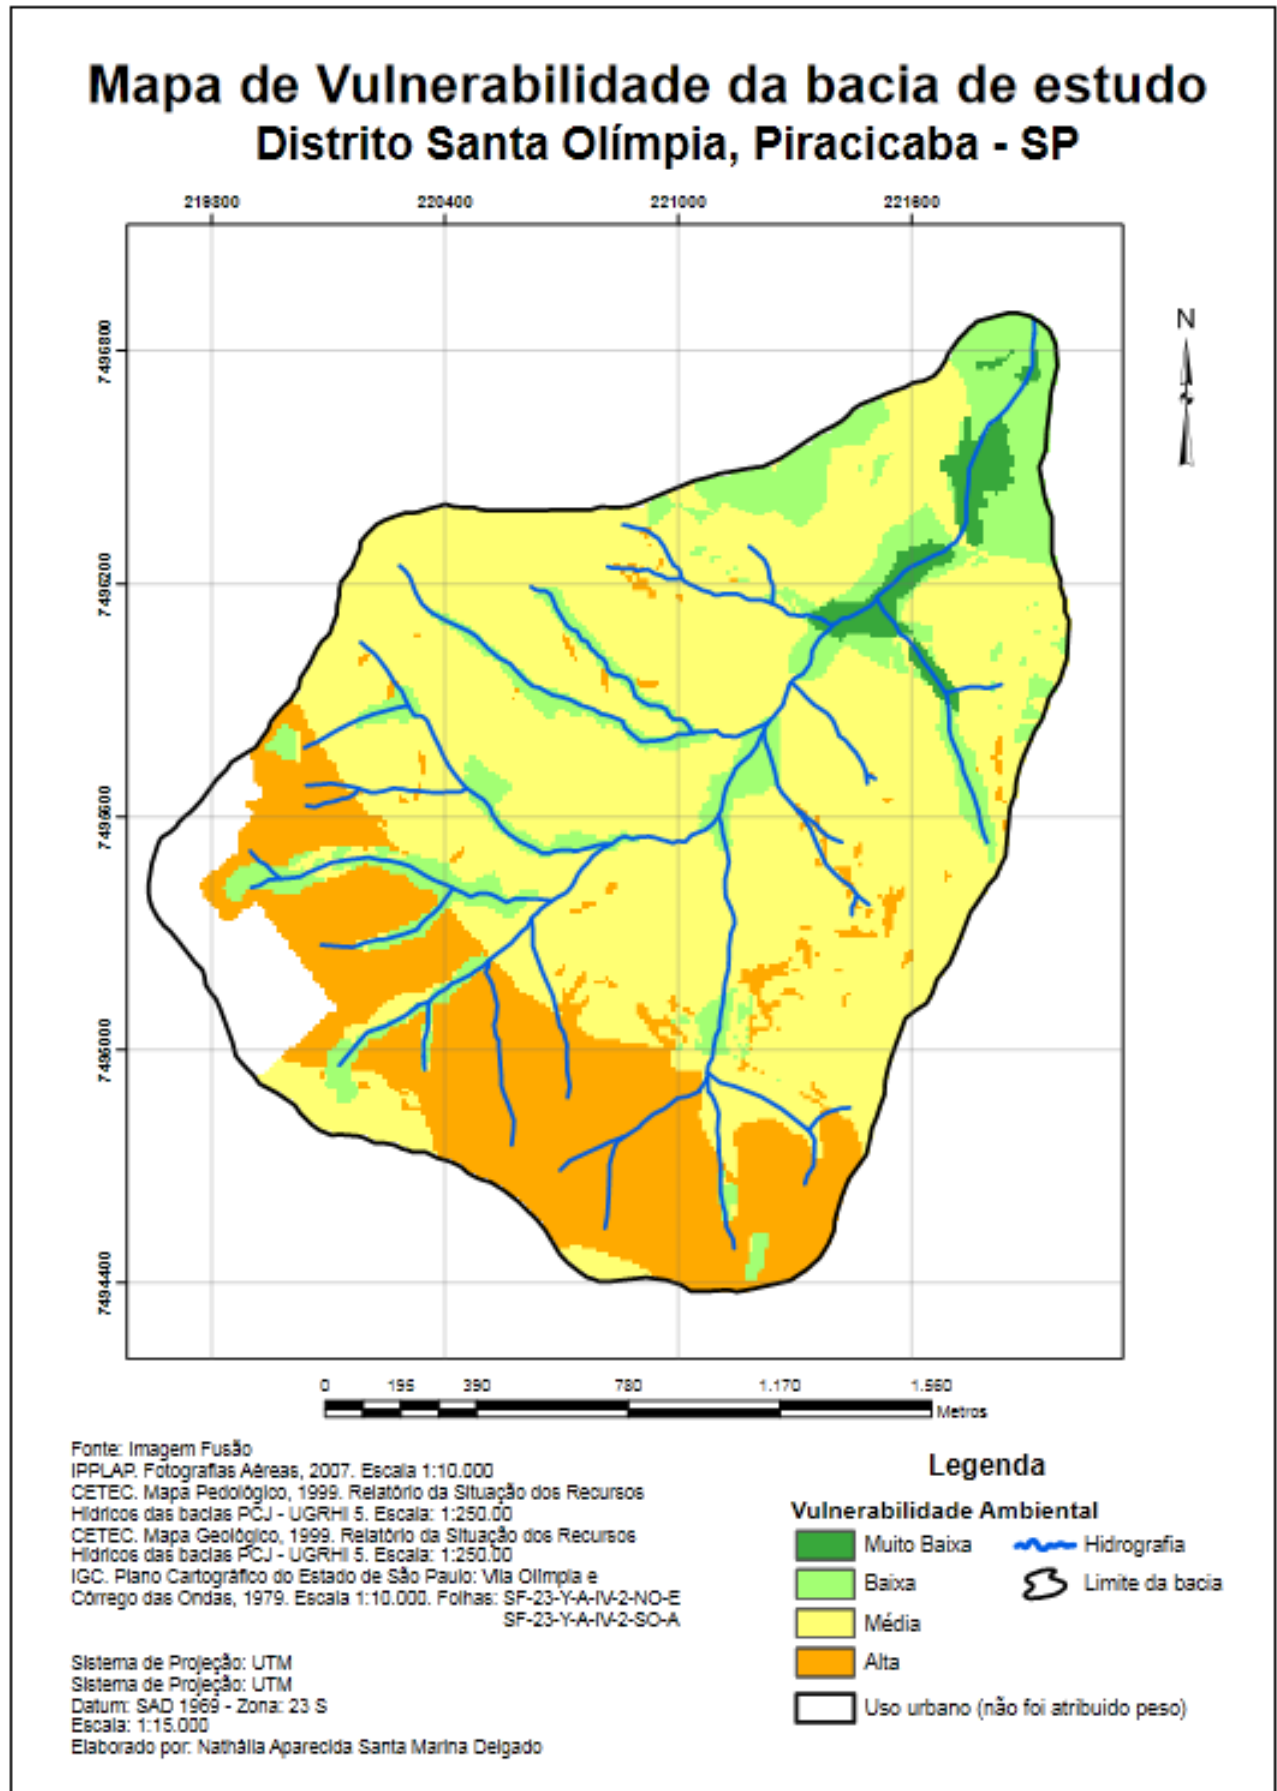 Mapa de Vulnerabilidade da bacia de estudo
Distrito Santa Olímpia, Piracicaba - SP
219800 220400 221000 221600
N
7496800
7496200
7495600
7495000
7494400
0 195 390 780 1.170 1.560
Metros
Fonte: Imagem Fusão
IPPLAP. Fotografias Aéreas, 2007. Escala 1:10.000
CETEC. Mapa Pedológico, 1999. Relatório da Situação dos Recursos
Hídricos das bacias PCJ - UGRHI 5. Escala: 1:250.00
CETEC. Mapa Geológico, 1999. Relatório da Situação dos Recursos
Hídricos das bacias PCJ - UGRHI 5. Escala: 1:250.00
IGC. Plano Cartográfico do Estado de São Paulo: Vila Olímpia e
Córrego das Ondas, 1979. Escala 1:10.000. Folhas: SF-23-Y-A-IV-2-NO-E
SF-23-Y-A-IV-2-SO-A
Sistema de Projeção: UTM
Sistema de Projeção: UTM
Datum: SAD 1969 - Zona: 23 S
Escala: 1:15.000
Elaborado por: Nathália Aparecida Santa Marina Delgado
Legenda
Vulnerabilidade Ambiental
Muito Baixa Hidrografia
Baixa Limite da bacia
Média
Alta
Uso urbano (não foi atribuido peso)